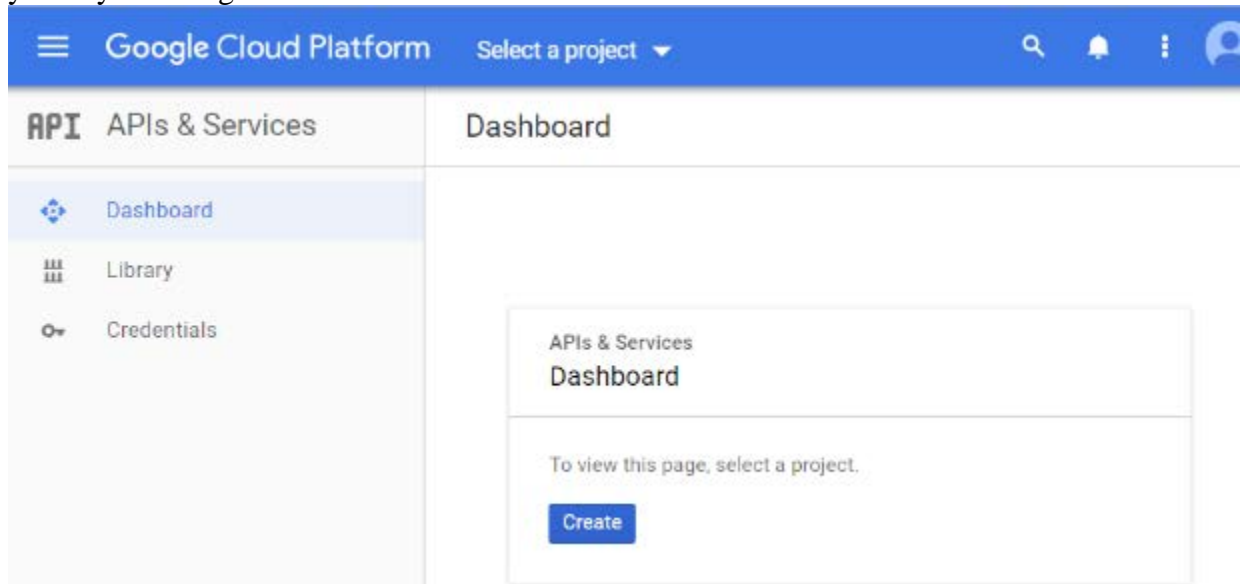 Google Cloud Platform Select a project
API APIs & Services
Dashboard
Dashboard
Library
Credentials
APIs & Services
Dashboard
To view this page, select a project.
Create